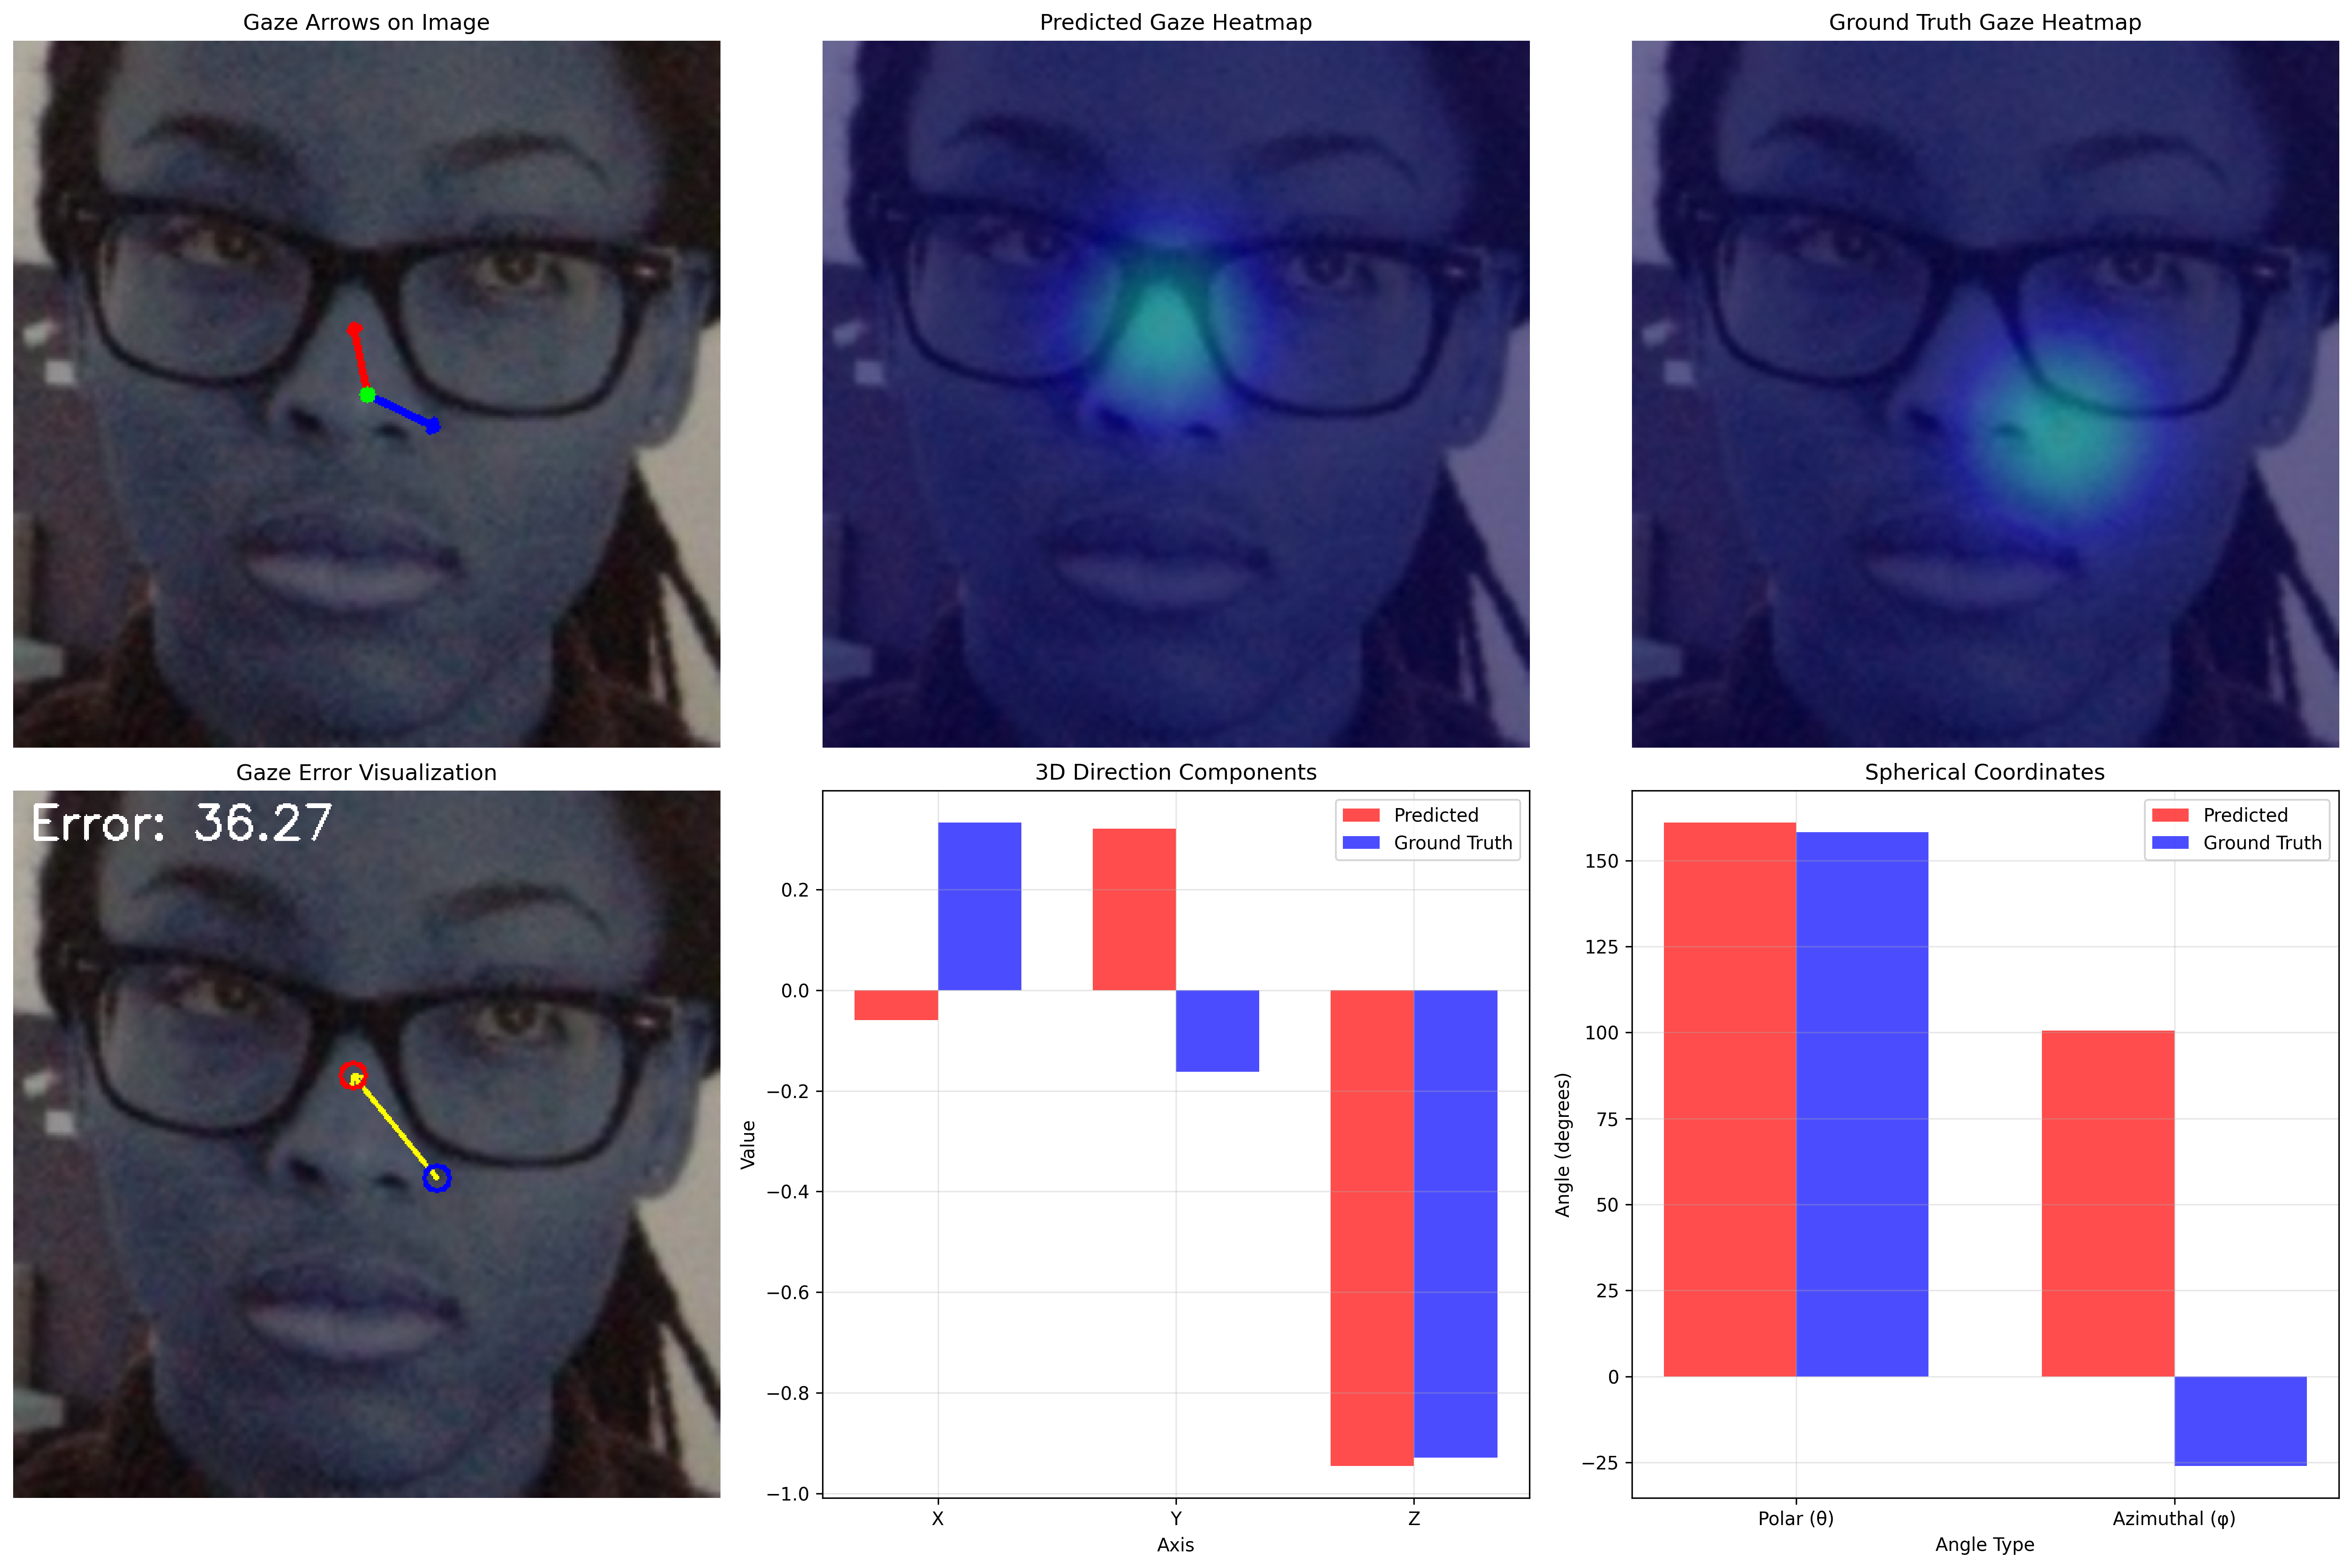 Gaze Arrows on Image
Predicted Gaze Heatmap
Ground Truth Gaze Heatmap
Gaze Error Visualization
Error: 36.27
3D Direction Components
Predicted
Ground Truth
0.2
0.0
−0.2
−0.4
−0.6
−0.8
−1.0
Value
X
Y
Z
Axis
Spherical Coordinates
Predicted
Ground Truth
150
125
100
75
50
25
0
−25
Angle (degrees)
Polar (θ)
Azimuthal (φ)
Angle Type